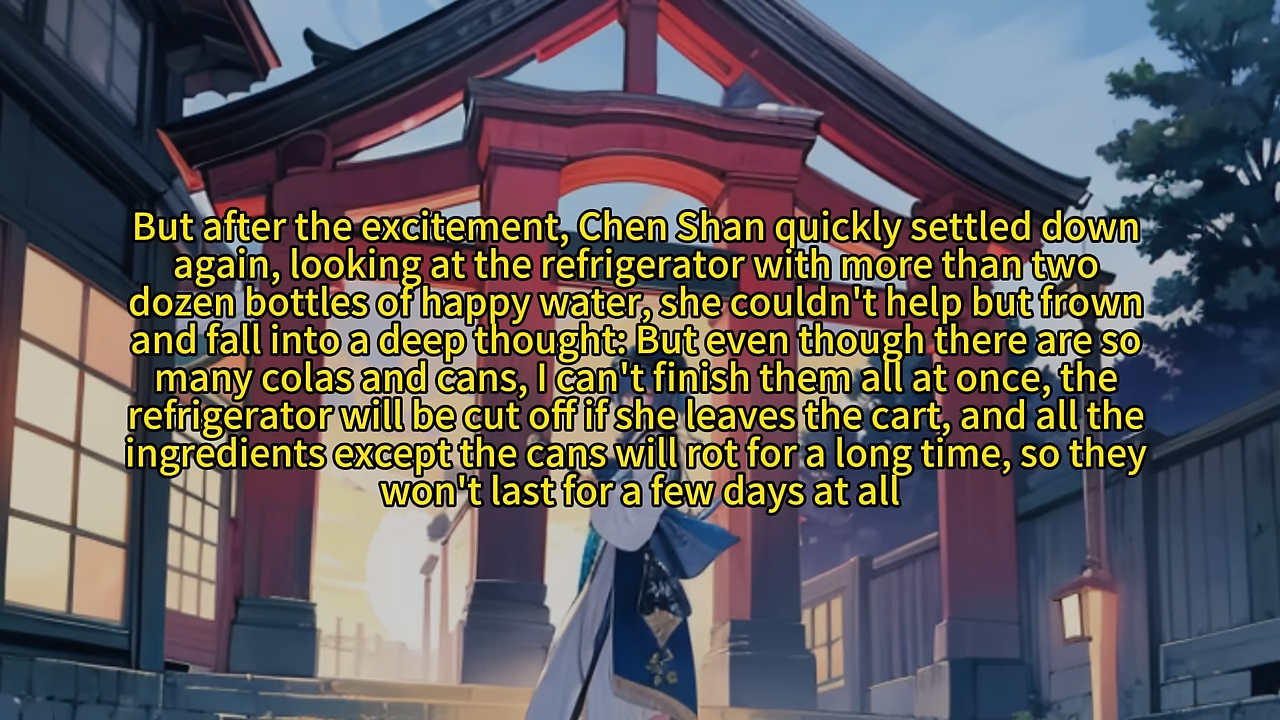 But after the excitement, Chen Shan quickly settled down
again, looking at the refrigerator with more than two
dozen bottles of happy water, she couldn't help but frown
and fall into a deep thought: But even though there are so
many colas and cans, I can't finish them all at once, the
refrigerator will be cut off if she leaves the cart, and all the
ingredients except the cans will rot for a long time, so they
won't last for a few days at all